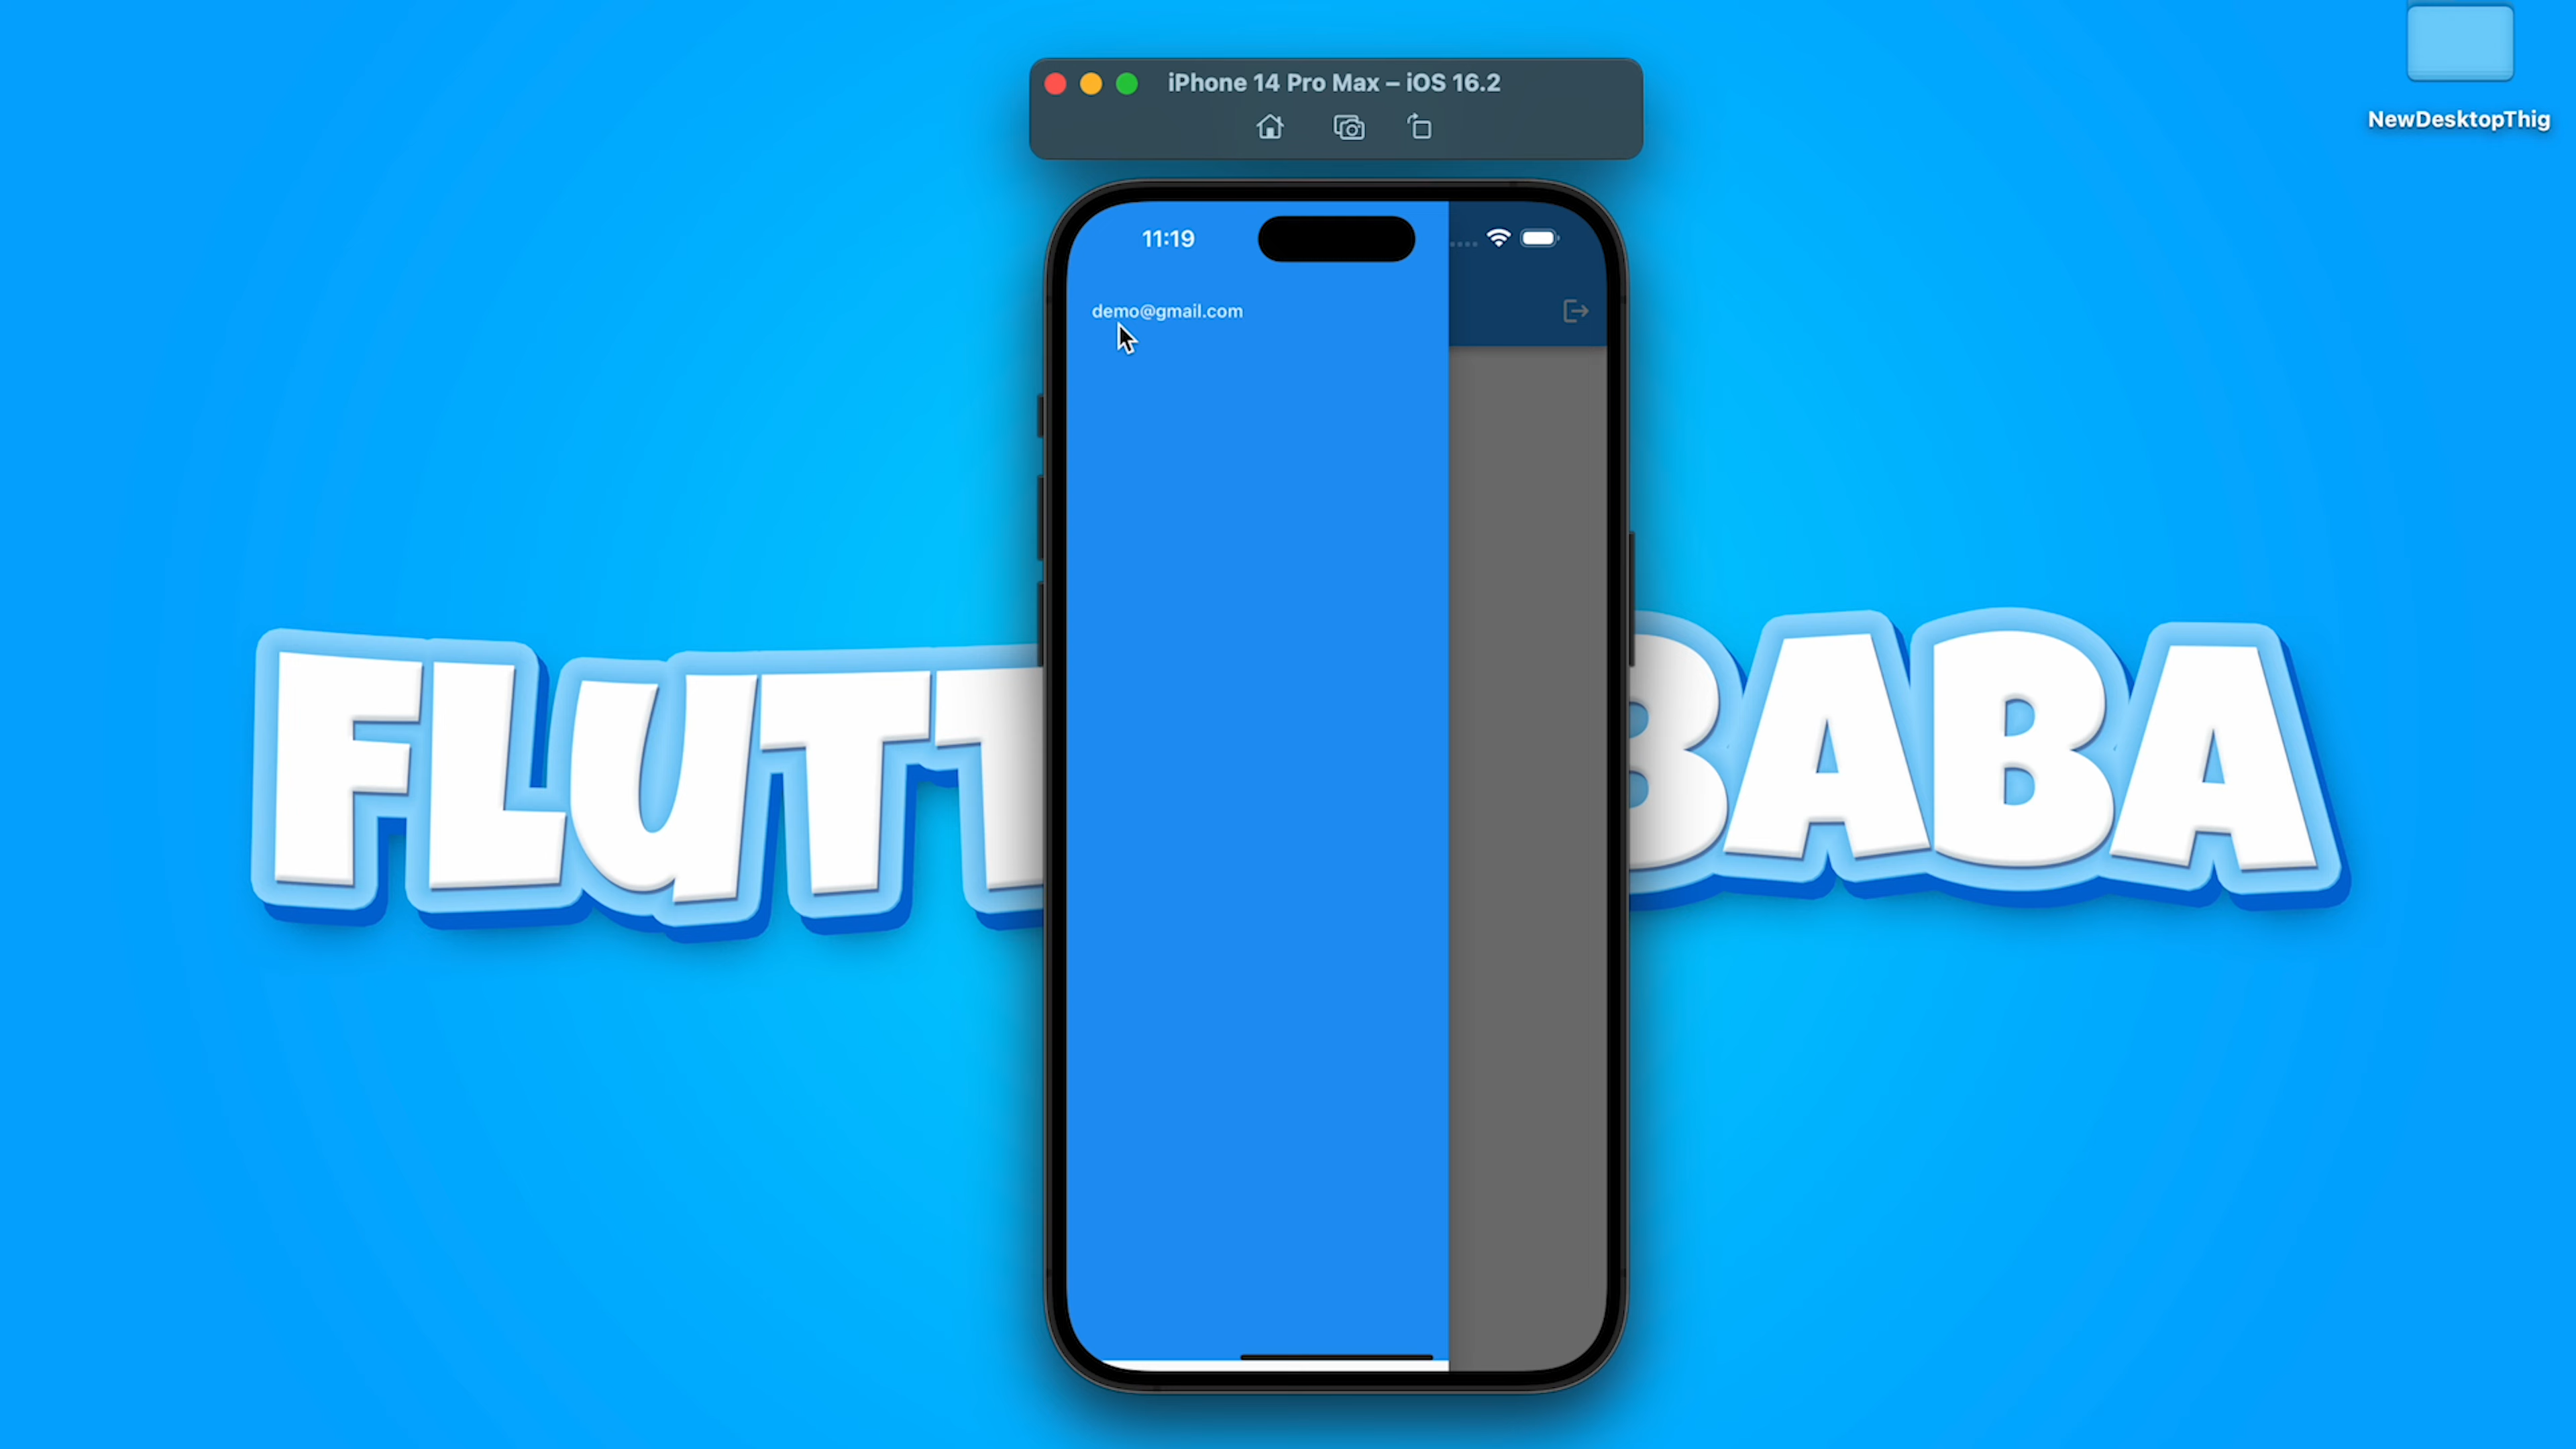 iPhone 14 Pro Max – iOS 16.2
NewDesktopThig
11:19
demo@gmail.com
FLUTT
BABA